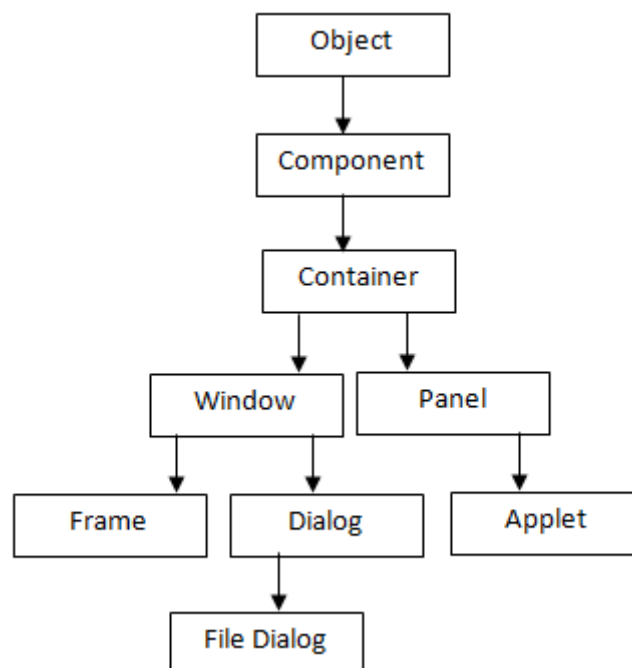 Object
Component
Container
Window
Panel
Frame
Dialog
Applet
File Dialog